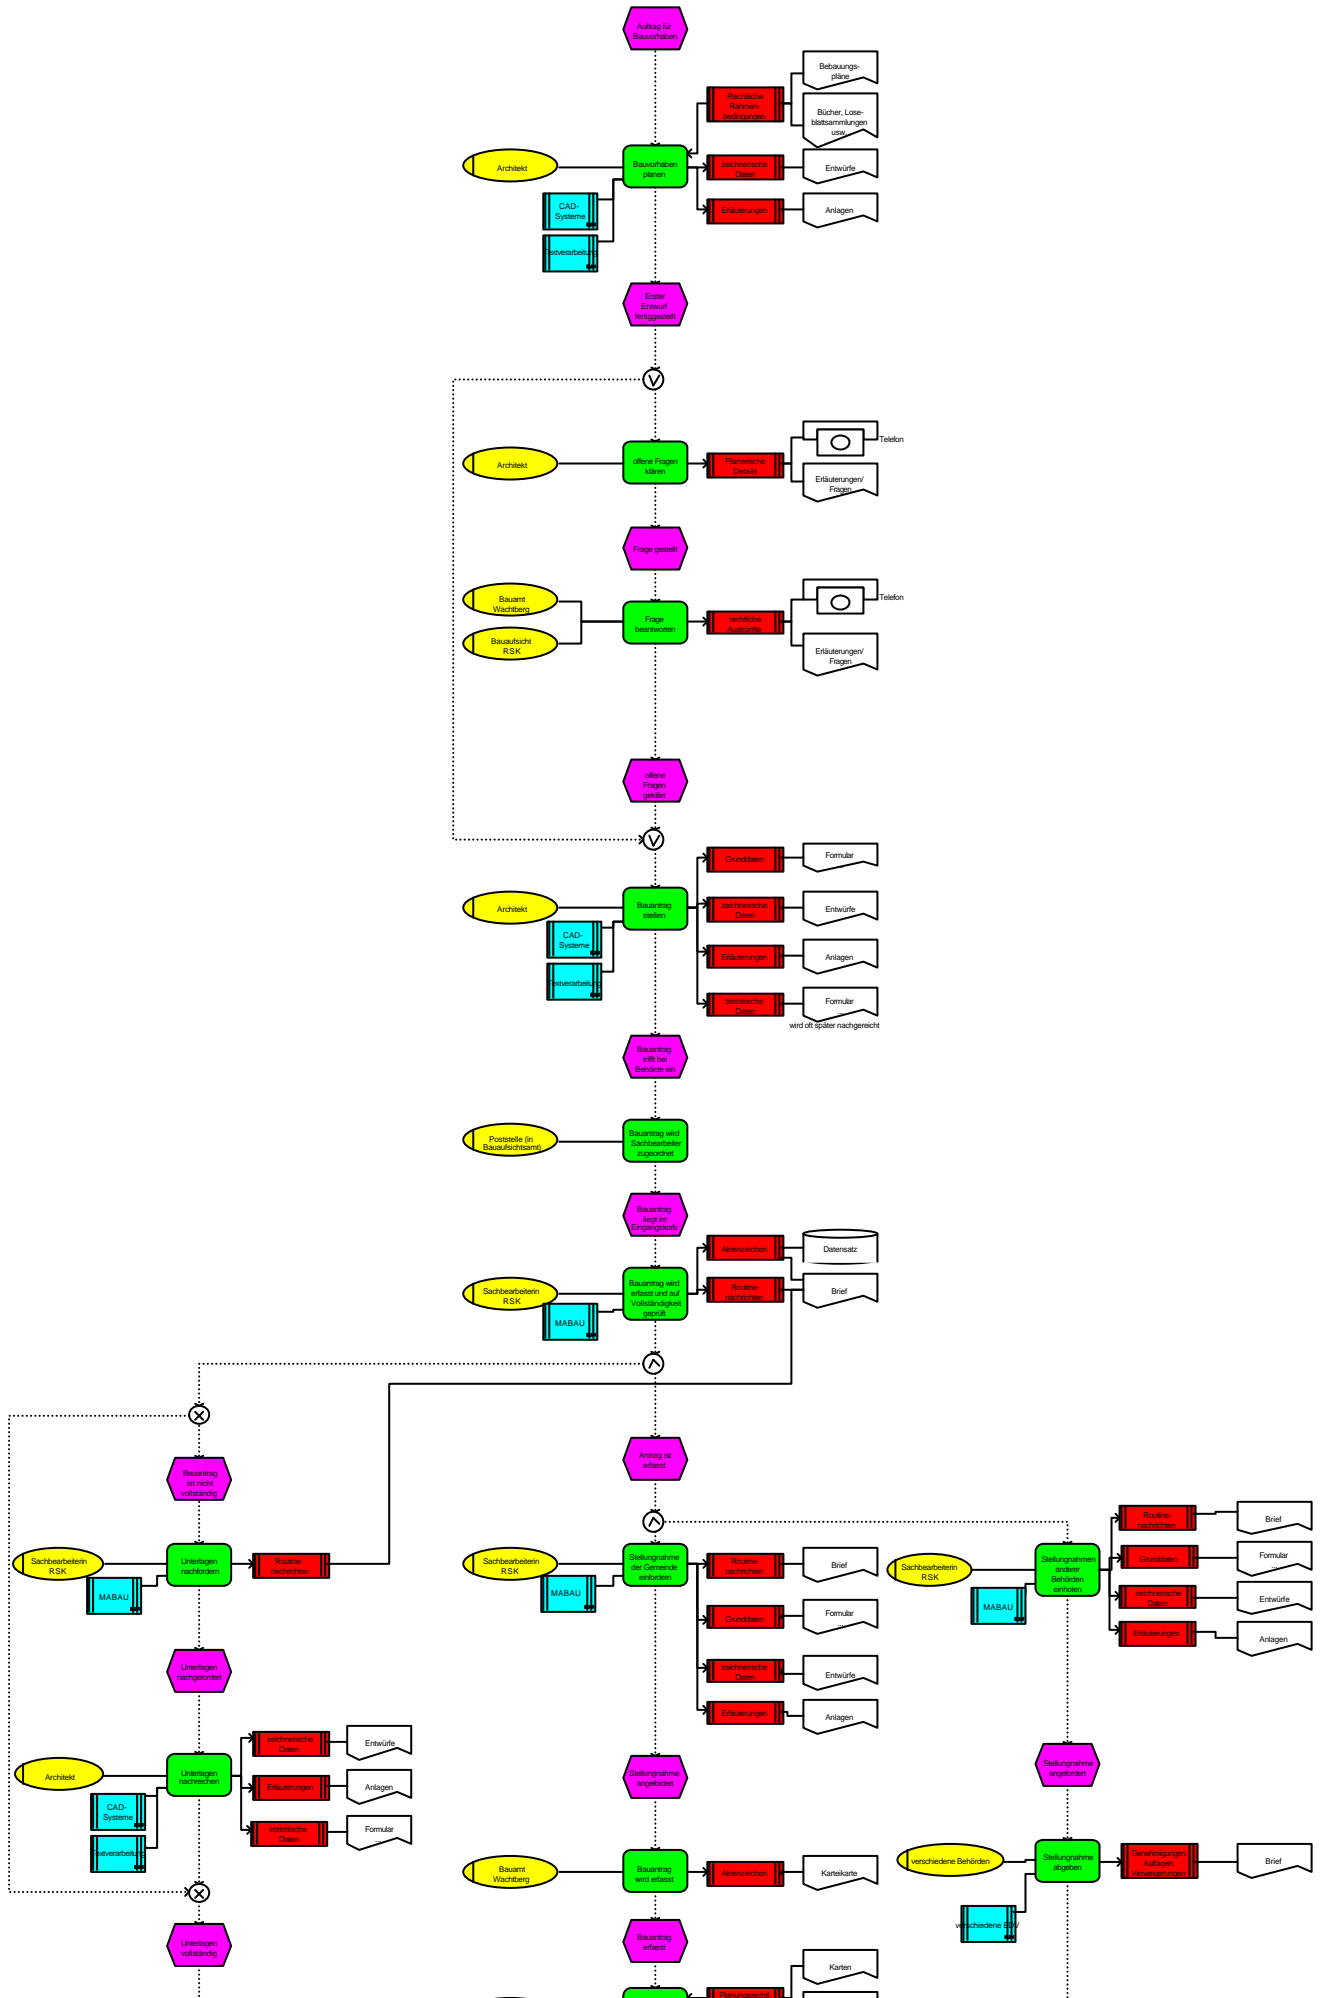 Auftrag für
Bauvorhaben
Bebauungs-
pläne
Rechtliche
Rahmen-
bedingungen
Bücher, Lose-
blattsammlungen
usw.
Architekt
Bauvorhaben
planen
zeichnerische
Daten
Entwürfe
CAD-
Systeme
Erläuterungen
Anlagen
Textverarbeitung
Erster
Entwurf
fertiggestellt
Telefon
Architekt
offene Fragen
klären
Planerische
Details
Erläuterungen/
Fragen
Frage gestellt
Bauamt
Wachtberg
Telefon
Frage
beantworten
rechtliche
Auskünfte
Bauaufsicht
RSK
Erläuterungen/
Fragen
offene
Fragen
geklärt
Grunddaten
Formular
...
Architekt
Bauantrag
stellen
zeichnerische
Daten
Entwürfe
CAD-
Systeme
Erläuterungen
Anlagen
Textverarbeitung
statistische
Daten
Formular
...
wird oft später nachgereicht
Bauantrag
trifft bei
Behörde ein
Poststelle (in
Bauaufsichtsamt)
Bauantrag wird
Sachbearbeiter
zugeordnet
Bauantrag
liegt im
Eingangskorb
Aktenzeichen
Datensatz
Sachbearbeiterin
RSK
Bauantrag wird
erfasst und auf
Vollständigkeit
geprüft
Routine-
nachrichten
Brief
MABAU
Bauantrag
ist nicht
vollständig
Antrag ist
erfasst
Routine-
nachrichten
Brief
Sachbearbeiterin
RSK
Unterlagen
nachfordern
Routine-
nachrichten
MABAU
Sachbearbeiterin
RSK
Stellungnahme
der Gemeinde
einfordern
Routine-
nachrichten
Brief
MABAU
Sachbearbeiterin
RSK
Stellungnahmen
anderer
Behörden
einholen
Grunddaten
Formular
...
MABAU
zeichnerische
Daten
Entwürfe
Grunddaten
Formular
...
Erläuterungen
Anlagen
Unterlagen
nachgefordert
zeichnerische
Daten
Entwürfe
Erläuterungen
Anlagen
zeichnerische
Daten
Entwürfe
Architekt
Unterlagen
nachreichen
Erläuterungen
Anlagen
CAD-
Systeme
Textverarbeitung
statistische
Daten
Formular
...
Stellungnahme
angefordert
Stellungnahme
angefordert
Bauamt
Wachtberg
Bauantrag
wird erfasst
Aktenzeichen
Karteikarte
verschiedene Behörden
Stellungnahme
abgeben
Genehmigungen
Auflagen
Verweigerungen
Brief
verschiedene EDV
Unterlagen
vollständig
Bauantrag
erfasst
Karten
Planungsrecht